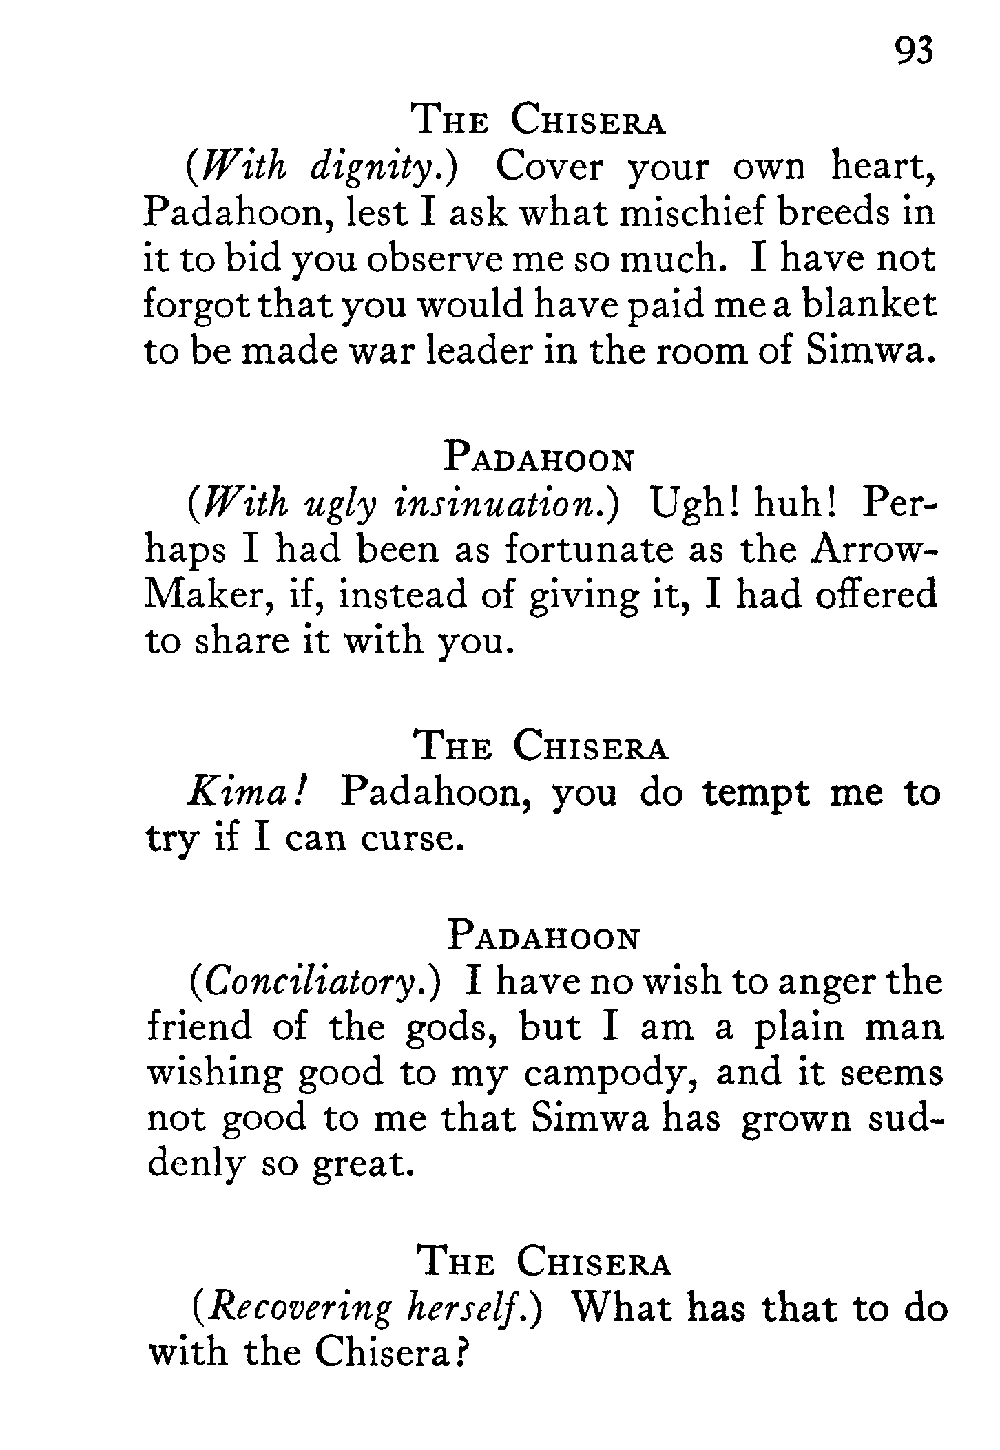 93
THE CHISERA
(With dignity.) Cover your own heart,
Padahoon, lest I ask what mischief breeds in
it to bid you observe me so much. I have not
forgot that you would have paid me a blanket
to be made war leader in the room of Simwa.
PADAHOON
(With ugly insinuation.) Ugh! huh! Per-
haps I had been as fortunate as the Arrow-
Maker, if, instead of giving it, I had offered
to share it with you.
THE CHISERA
Kima! Padahoon, you do tempt me to
try if I can curse.
PADAHOON
(Conciliatory.) I have no wish to anger the
friend of the gods, but I am a plain man
wishing good to my campody, and it seems
not good to me that Simwa has grown sud-
denly so great.
THE CHISERA
(Recovering herself.) What has that to do
with the Chisera?